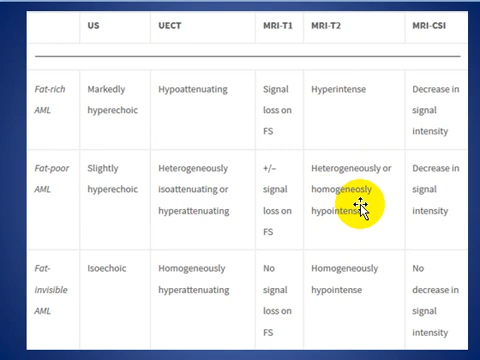 US UECT MRI-T1 MRI-T2 MRI-CSI
Fat-rich Markedly Hypoattenuating Signal Hyperintense Decrease in
AML hyperechoic loss on signal
FS intensity
Fat-poor Slightly Heterogeneously +/– Heterogeneously or Decrease in
AML hyperechoic isoattenuating or signal homogeneosly signal
hyperattenuating loss on hypointense intensity
FS
Fat- Isoechoic Homogeneously No Homogeneously No
invisible hyperattenuating signal hypointense decrease in
AML loss on signal
FS intensity